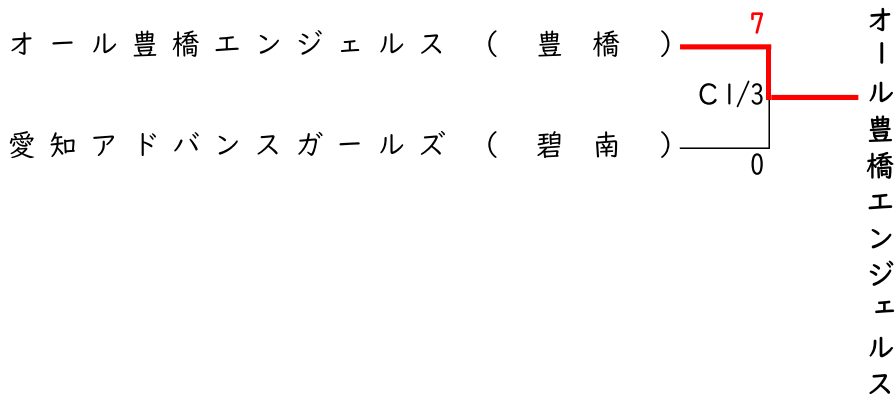 オール豊橋エンジェルス（豊橋）
7
C1/3
愛知アドバンスガールズ（碧南）
0
オール豊橋エンジェルス